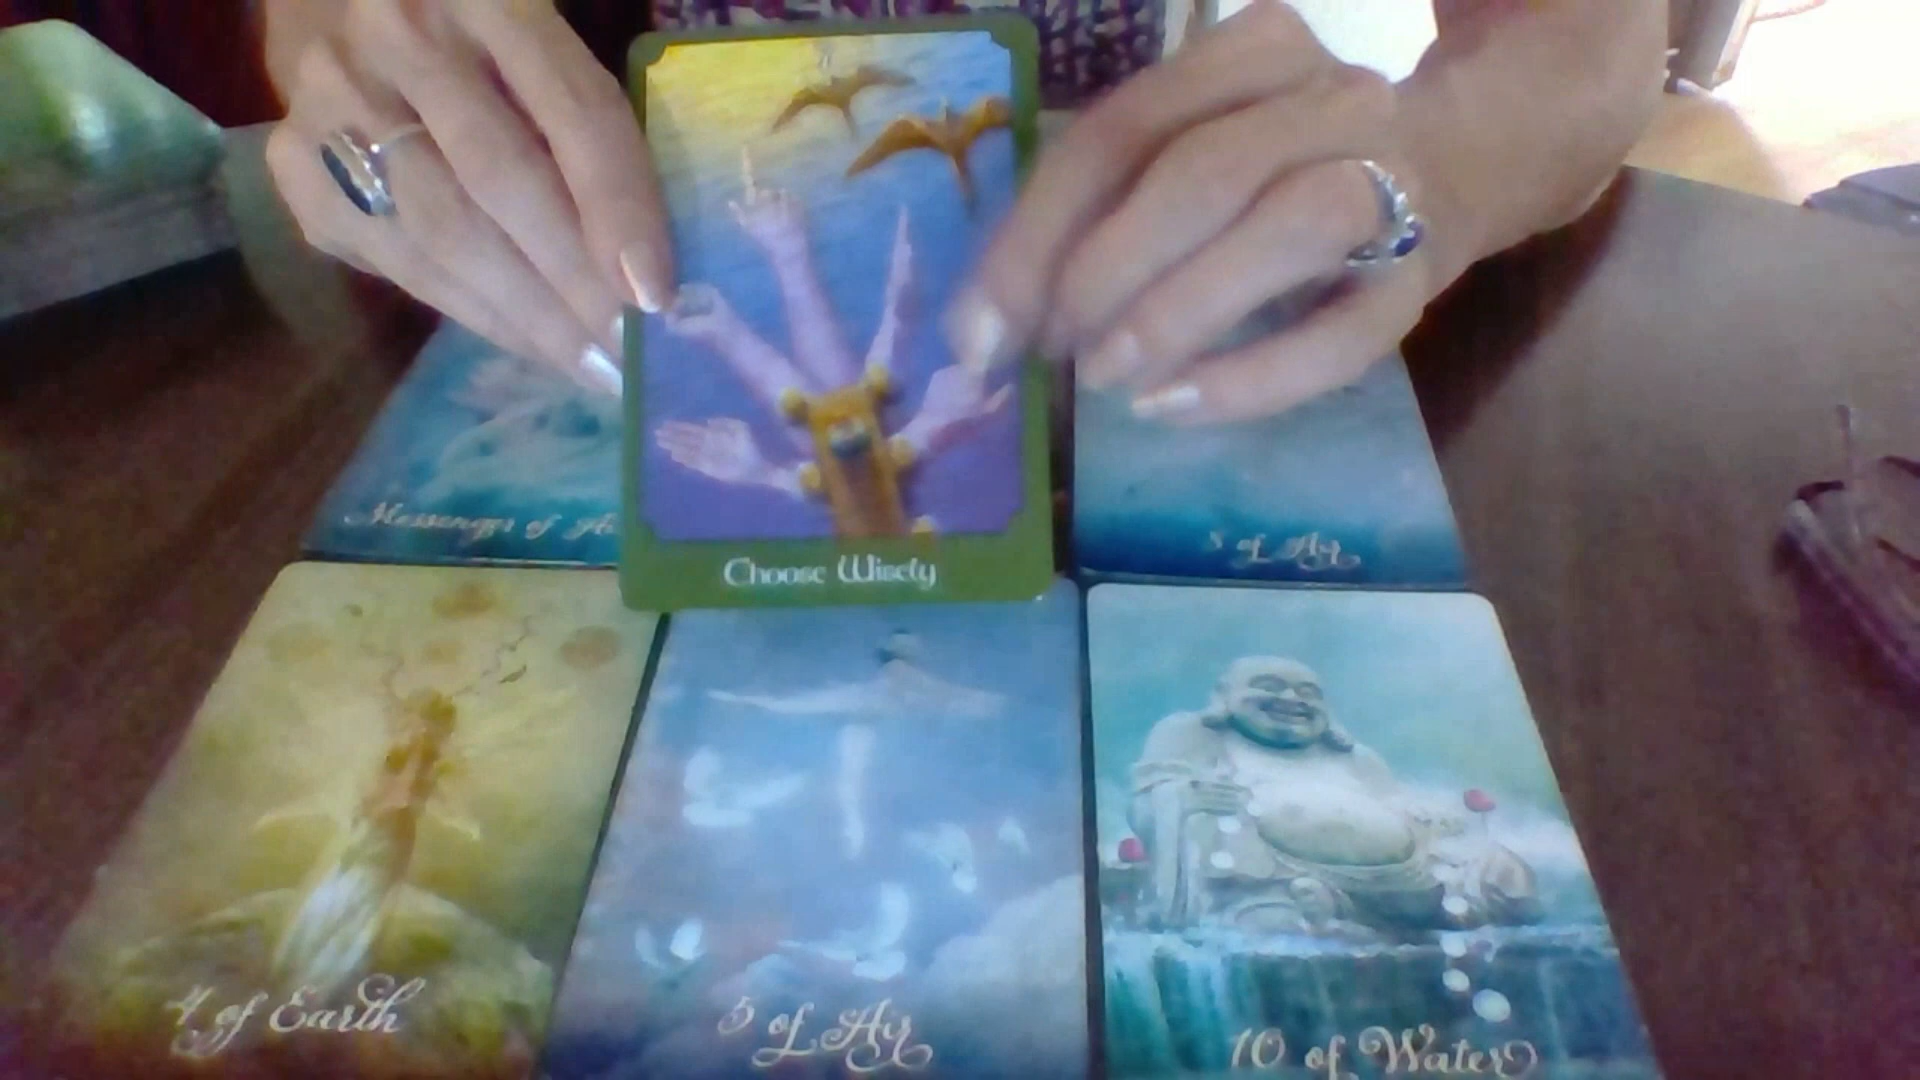 Choose Wisely
Messenger of
of Air
4 of Earth
5 of Air
10 of Water